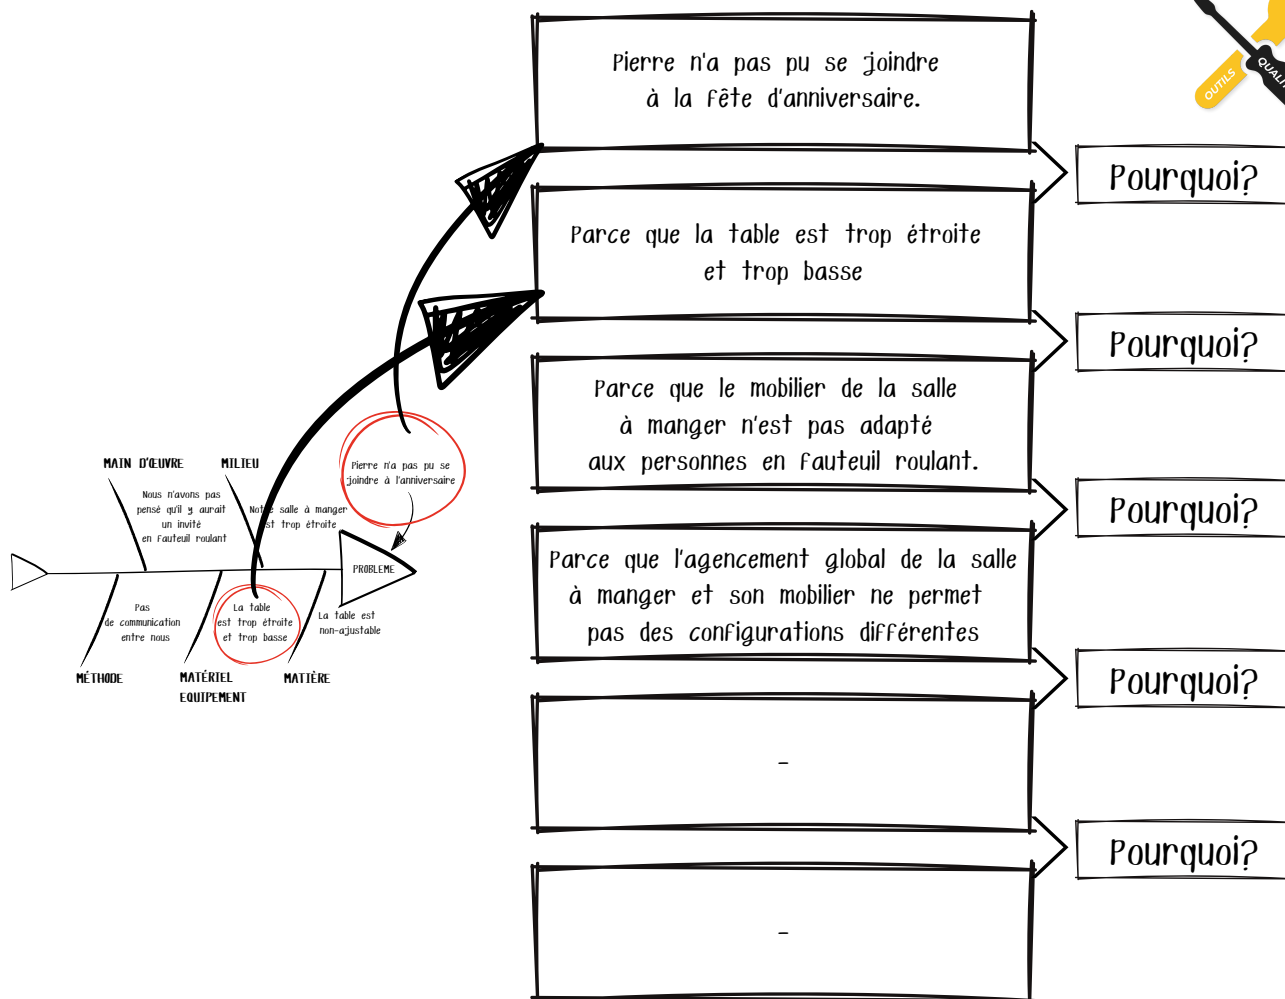 OUTILS
Pierre n'a pas pu se joindre
à la fête d'anniversaire.
Pourquoi?
Parce que la table est trop étroite
et trop basse
Pourquoi?
Parce que le mobilier de la salle
à manger n'est pas adapté
aux personnes en fauteuil roulant.
Pourquoi?
Parce que l'agencement global de la salle
à manger et son mobilier ne permet
pas des configurations différentes
Pourquoi?
-
Pourquoi?
-
MAIN D'ŒUVRE
Nous n'avons pas
pensé qu'il y aurait
un invité
en fauteuil roulant
MILIEU
Notre salle à manger
est trop étroite
Pierre n'a pas pu se
joindre à l'anniversaire
PROBLEME
Pas
de communication
entre nous
MÉTHODE
La table
est trop étroite
et trop basse
MATÉRIEL
EQUIPEMENT
La table est
non-ajustable
MATIÈRE